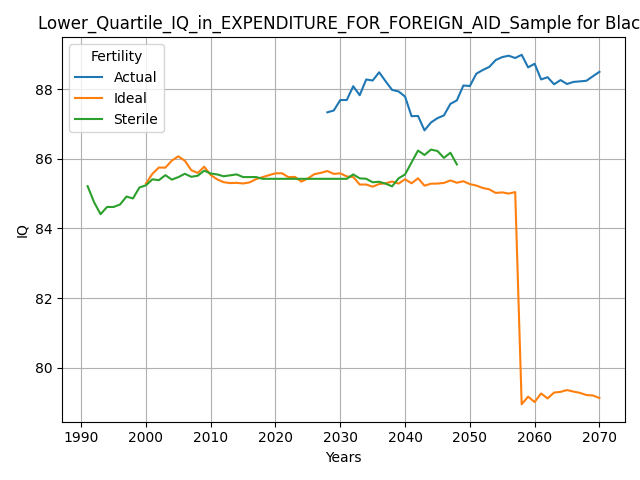 Lower_Quartile_IQ_in_EXPENDITURE_FOR_FOREIGN_AID_Sample for Blac
Fertility
Actual
Ideal
Sterile
88
86
84
82
80
IQ
1990 2000 2010 2020 2030 2040 2050 2060 2070
Years